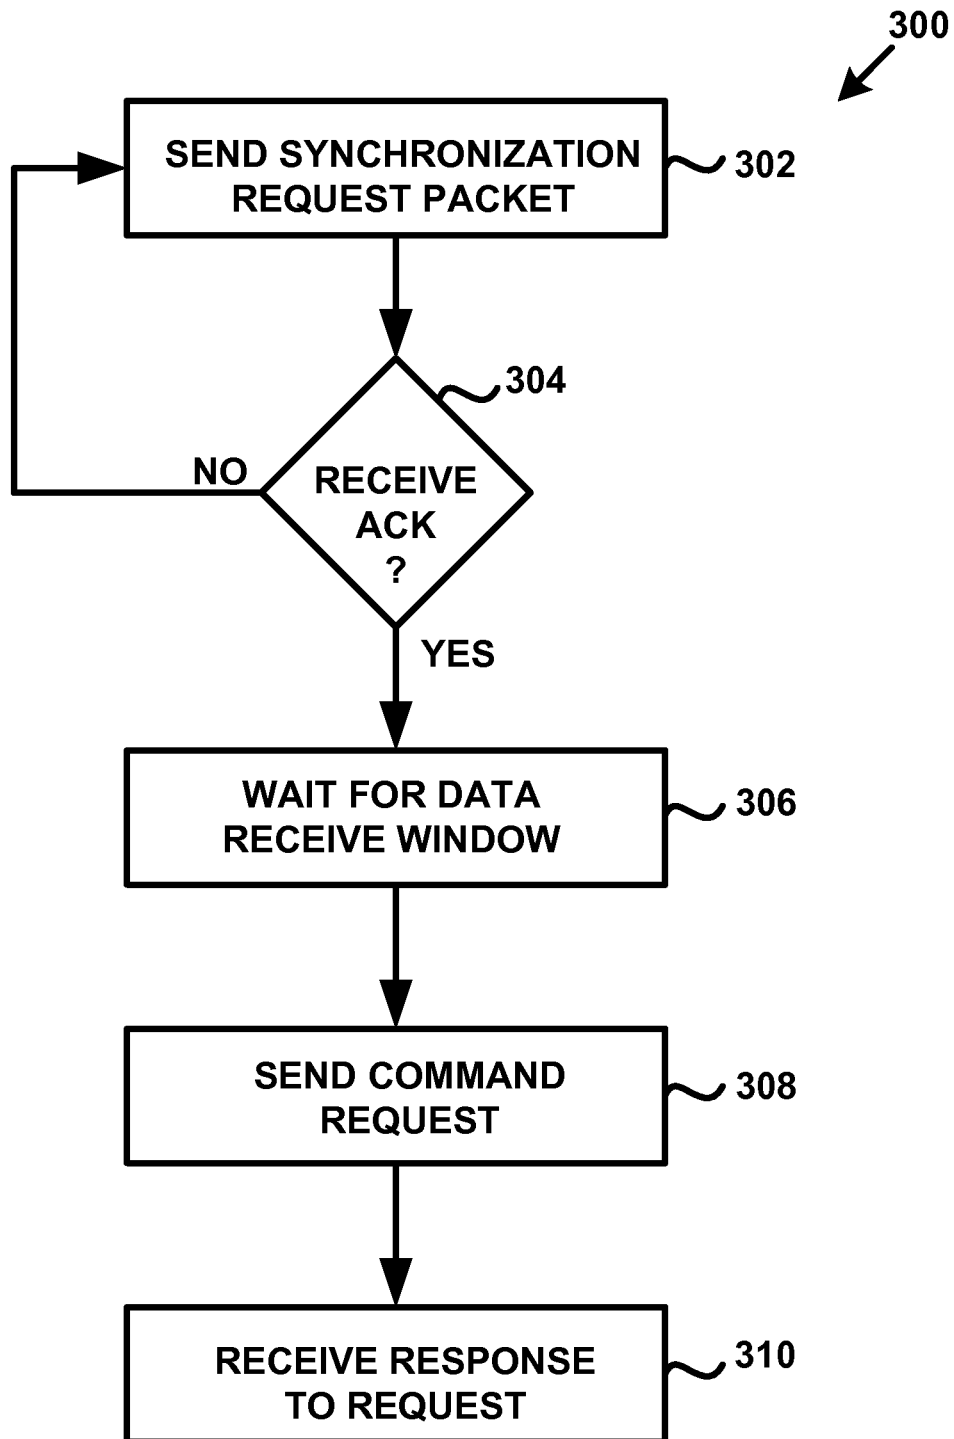 300
SEND SYNCHRONIZATION
REQUEST PACKET
302
304
NO
RECEIVE
ACK
?
YES
WAIT FOR DATA
RECEIVE WINDOW
306
SEND COMMAND
REQUEST
308
RECEIVE RESPONSE
TO REQUEST
310